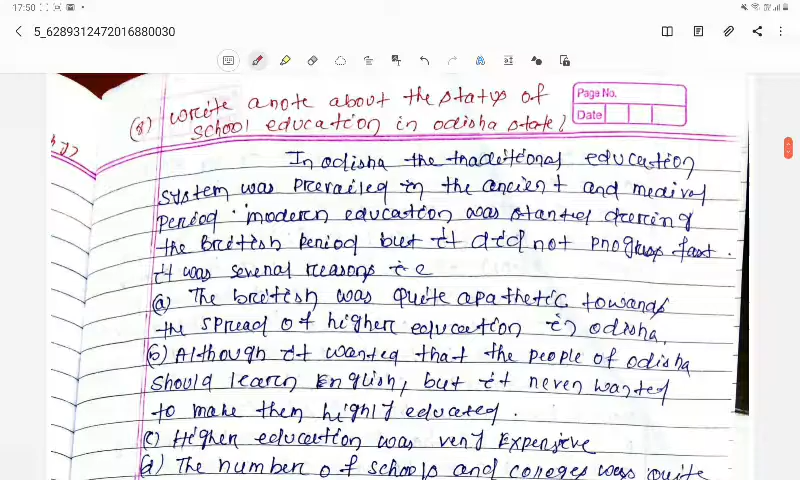 17:50
5_6289312472016880030
(8) Write a note about the status of
school education in odisha state?
Page No.
Date
In odisha the traditional education
system was prevailed in the ancient and medival
period. modern education was started during
the British period but it did not progress fast.
it was several reasons i e
(a) The british was quite apathetic towards
the spread of higher education in odisha.
(b) Although it wanted that the people of odisha
should learn English, but it never wanted
to make them highly educated.
(c) Higher education was very Expensive
(d) The number of schools and colleges was quite